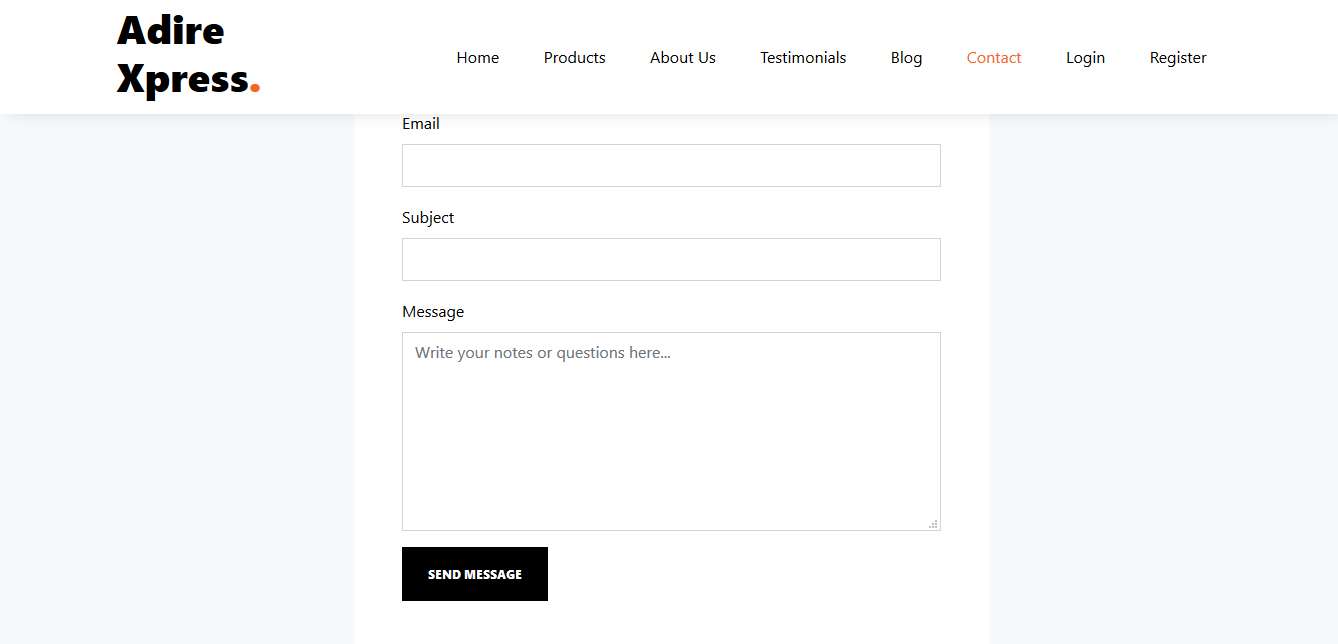 Adire
Xpress.
Home Products About Us Testimonials Blog Contact Login Register
Email
Subject
Message
Write your notes or questions here...
SEND MESSAGE